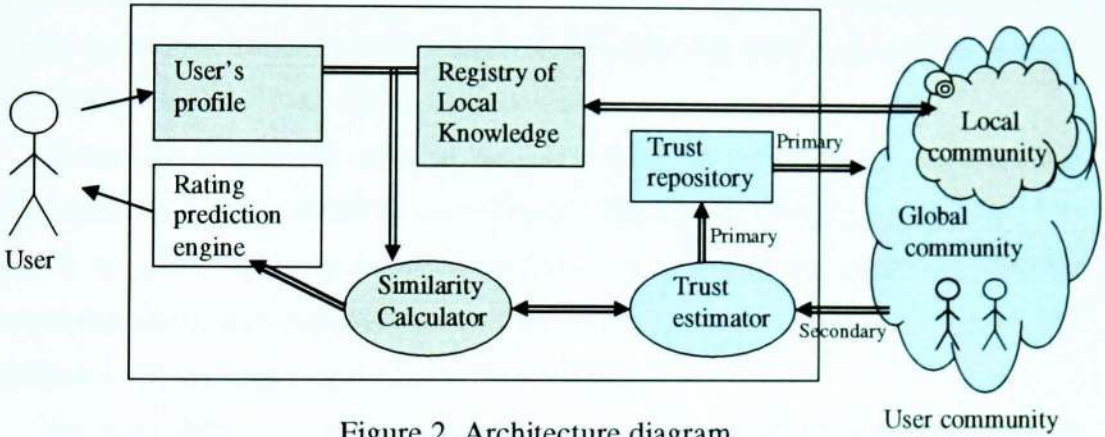 User's
profile
Registry of
Local
Knowledge
Local
community
Trust
repository
Primary
Rating
prediction
engine
Global
community
User
Primary
Similarity
Calculator
Trust
estimator
Secondary
User community
Figure 2. Architecture diagram